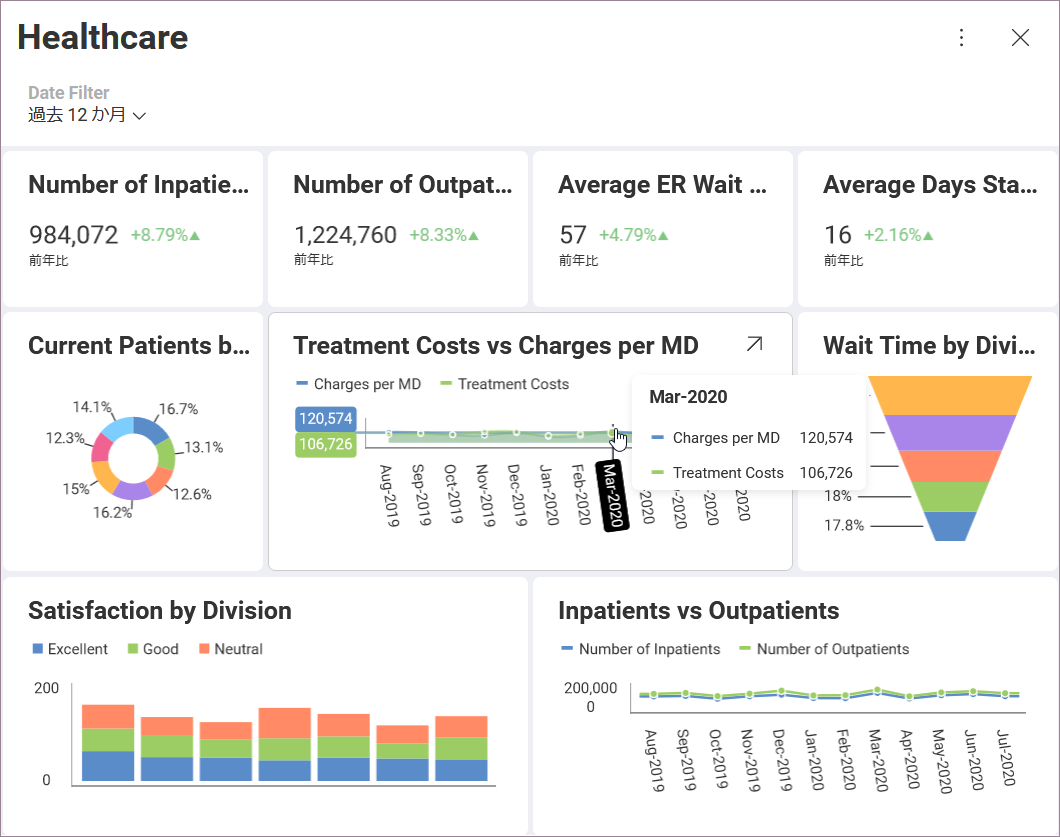 Healthcare
Date Filter
過去 12 か月
Number of Inpatie...
984,072 +8.79%▲
前年比
Number of Outpat...
1,224,760 +8.33%▲
前年比
Average ER Wait ...
57 +4.79%▲
前年比
Average Days Sta...
16 +2.16%▲
前年比
Current Patients b...
14.1%
16.7%
12.3%
13.1%
15%
12.6%
16.2%
Treatment Costs vs Charges per MD
Charges per MD
Treatment Costs
120,574
106,726
Aug-2019
Sep-2019
Oct-2019
Nov-2019
Dec-2019
Jan-2020
Feb-2020
Mar-2020
2020
2020
2020
2020
Mar-2020
Charges per MD 120,574
Treatment Costs 106,726
Wait Time by Divi...
18%
17.8%
Satisfaction by Division
Excellent
Good
Neutral
200
0
Inpatients vs Outpatients
Number of Inpatients
Number of Outpatients
200,000
0
Aug-2019
Sep-2019
Oct-2019
Nov-2019
Dec-2019
Jan-2020
Feb-2020
Mar-2020
Apr-2020
May-2020
Jun-2020
Jul-2020